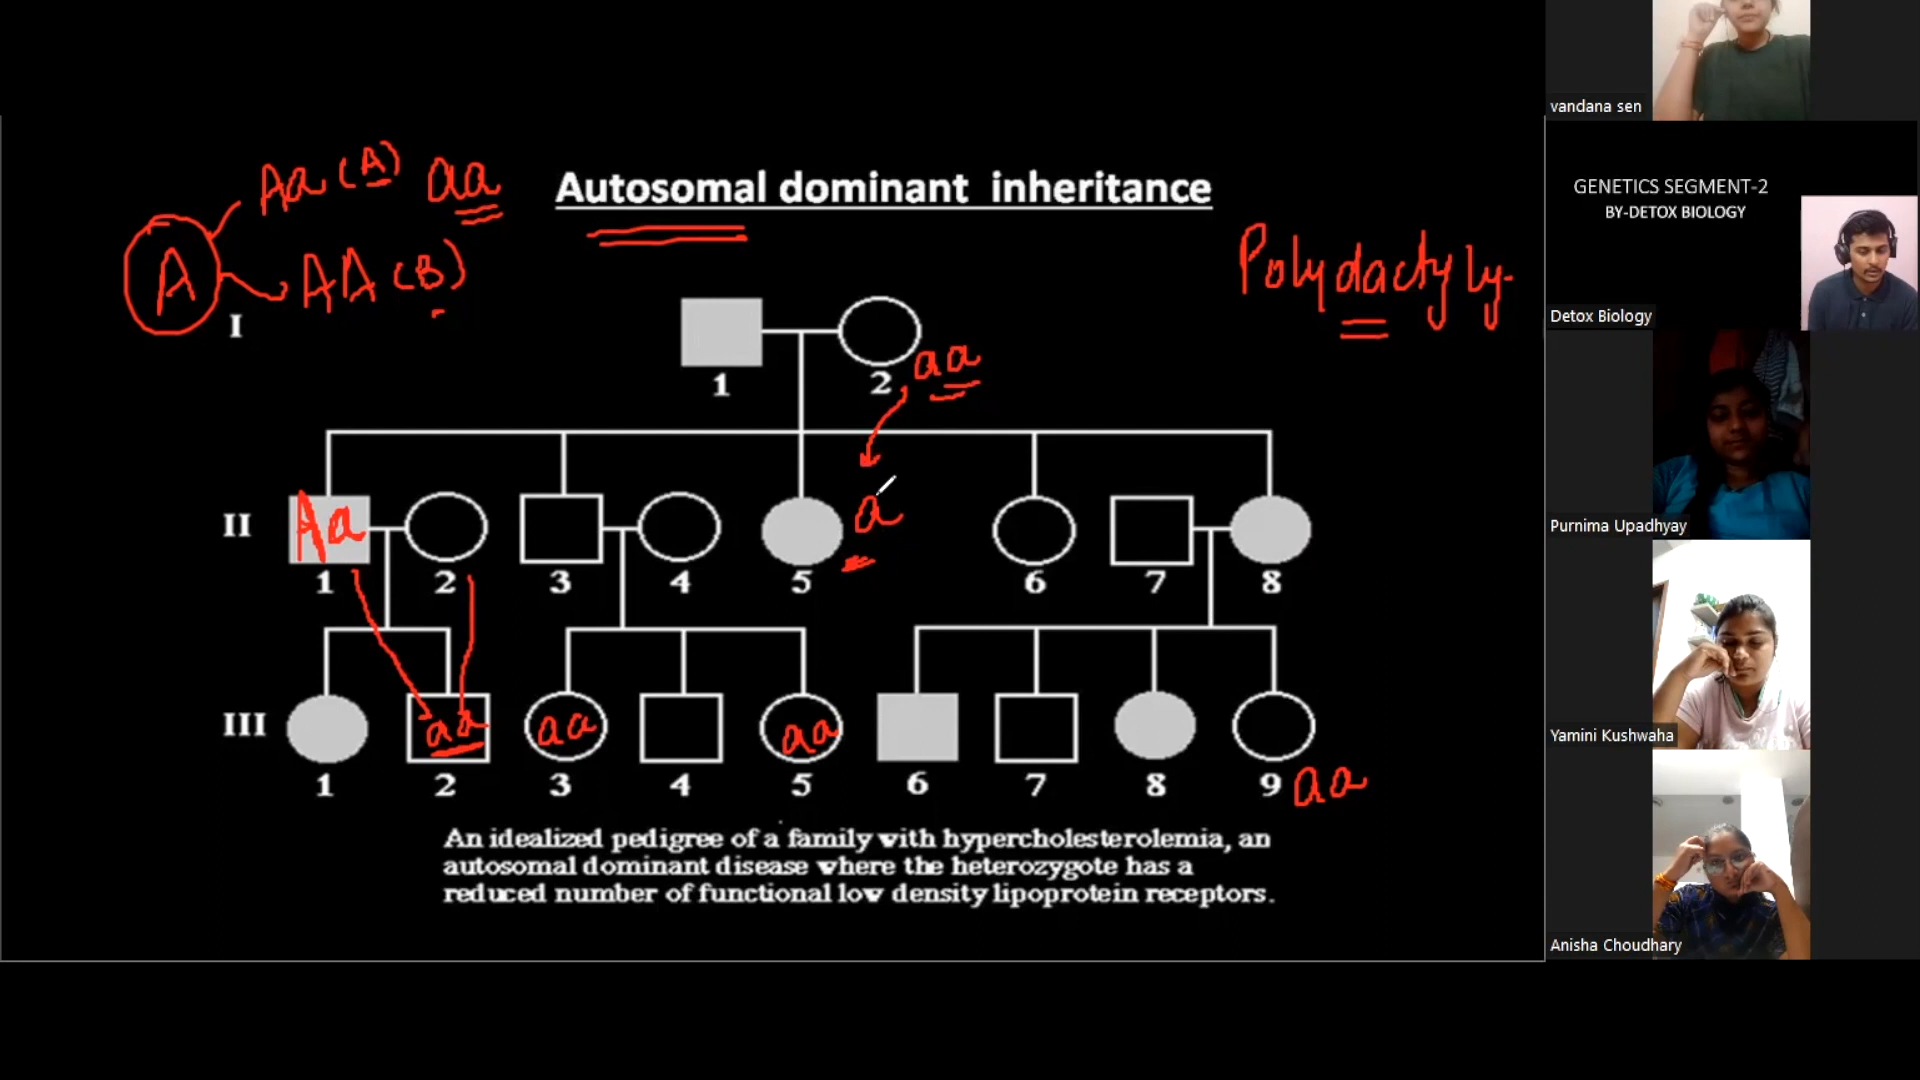 Aa (A) aa
Autosomal dominant inheritance
A
AA (B)
Polydactyly
I
1
2
aa
a
Aa
II
1
2
3
4
5
6
7
8
aa
aa
aa
III
1
2
3
4
5
6
7
8
9
aa
An idealized pedigree of a family with hypercholesterolemia, an
autosomal dominant disease where the heterozygote has a
reduced number of functional low density lipoprotein receptors.
vandana sen
GENETICS SEGMENT-2
BY-DETOX BIOLOGY
Detox Biology
Purnima Upadhyay
Yamini Kushwaha
Anisha Choudhary